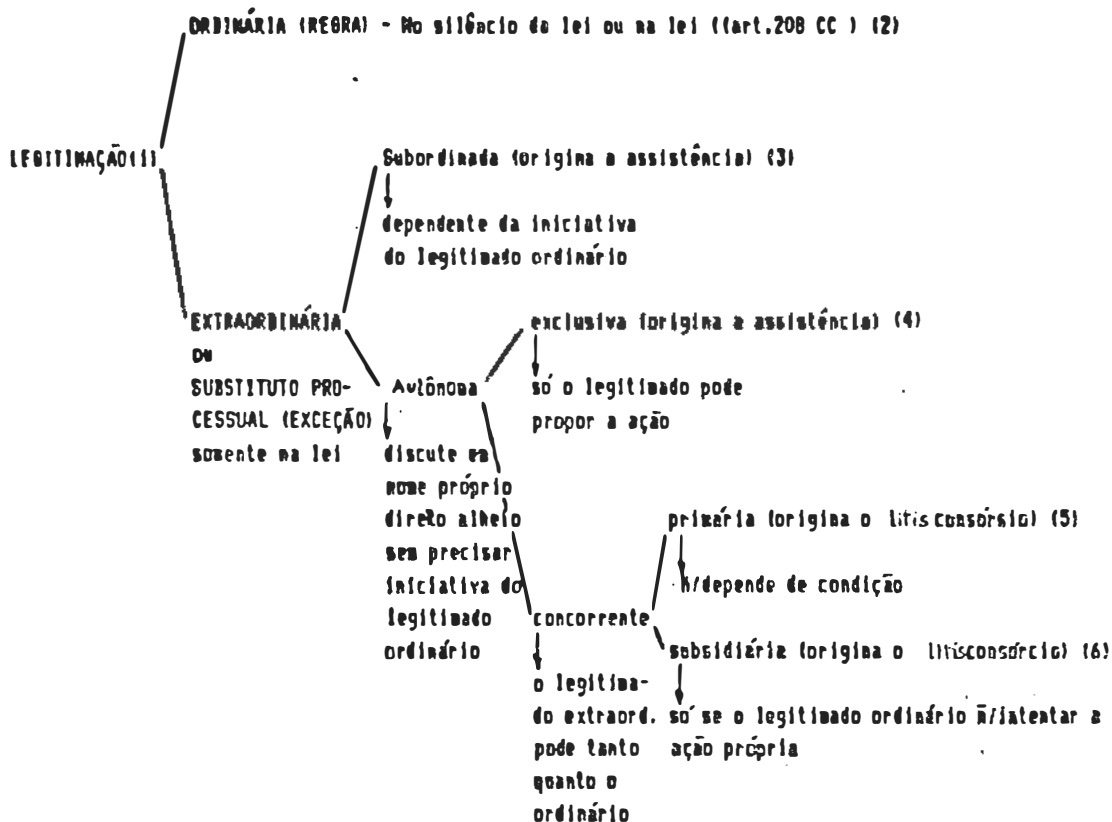 ORDINÁRIA (REGRA) - No silêncio da lei ou na lei ((art.208 CC ) (2)
LEGITIMAÇÃO(1)
Subordinada (origina a assistência) (3)
dependente da iniciativa
do legitimado ordinário
EXTRAORDINÁRIA
OU
SUBSTITUTO PRO-
CESSUAL (EXCEÇÃO)
somente na lei
exclusiva (origina a assistência) (4)
só o legitimado pode
propor a ação
Autônoma
discute em
nome próprio
direto alheio
sem precisar
iniciativa do
legitimado
ordinário
primária (origina o litisconsórsio) (5)
ñ/depende de condição
concorrente
o legitima-
do extraord.
pode tanto
quanto o
ordinário
subsidiária (origina o litisconsórcio) (6)
só se o legitimado ordinário ñ/intentar a
ação própria